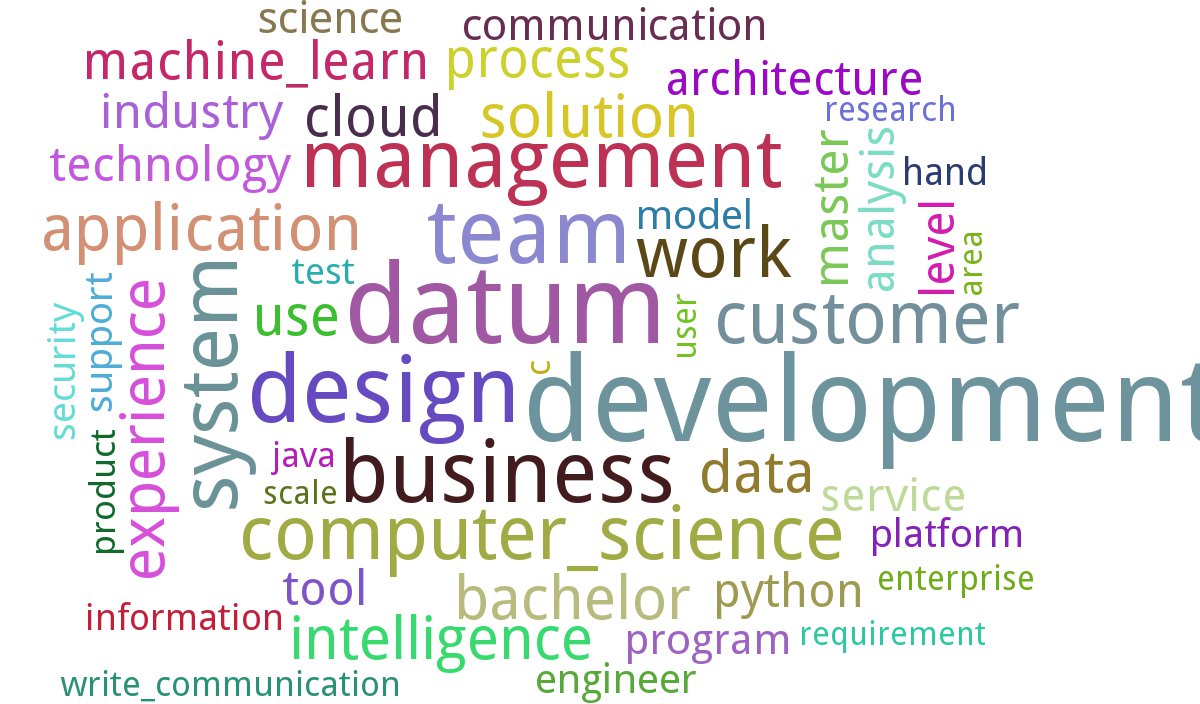 science
communication
machine_learn
process
architecture
industry
cloud
solution
research
technology
management
master
analysis
hand
application
team
model
work
level
area
test
datum
user
customer
security
support
experience
system
use
design
c
development
product
java
business
data
scale
service
computer_science
platform
tool
bachelor
python
enterprise
information
intelligence
program
requirement
write_communication
engineer